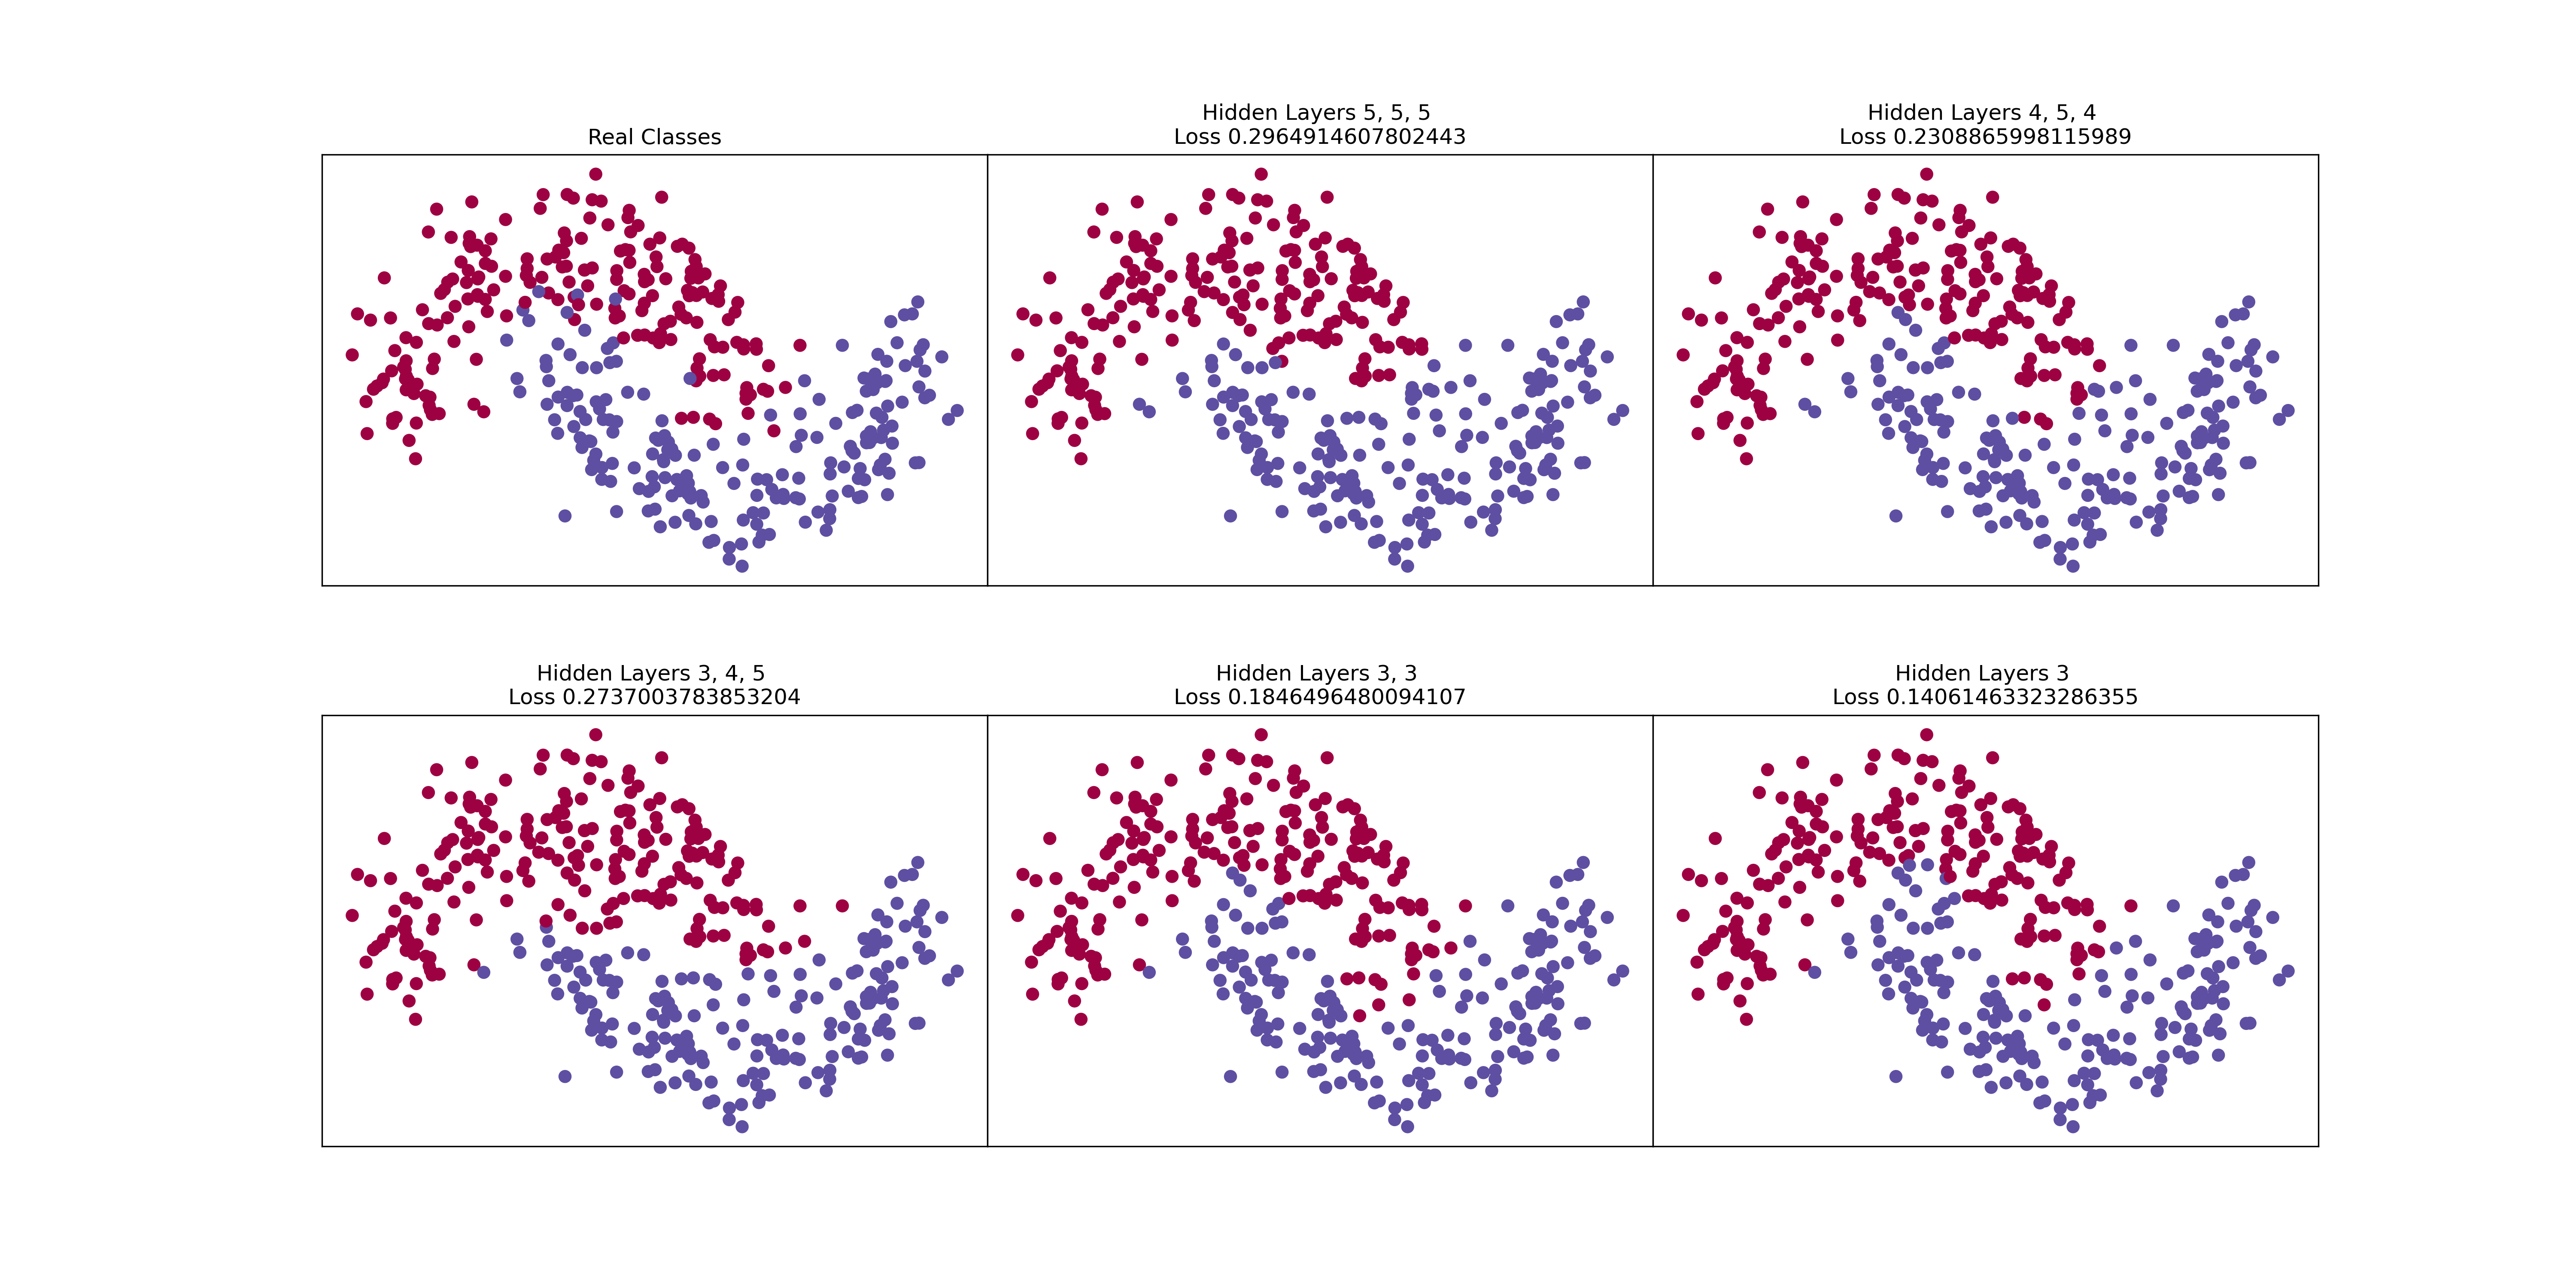 Real Classes
Hidden Layers 5, 5, 5
Loss 0.2964914607802443
Hidden Layers 4, 5, 4
Loss 0.2308865998115989
Hidden Layers 3, 4, 5
Loss 0.2737003783853204
Hidden Layers 3, 3
Loss 0.1846496480094107
Hidden Layers 3
Loss 0.14061463323286355